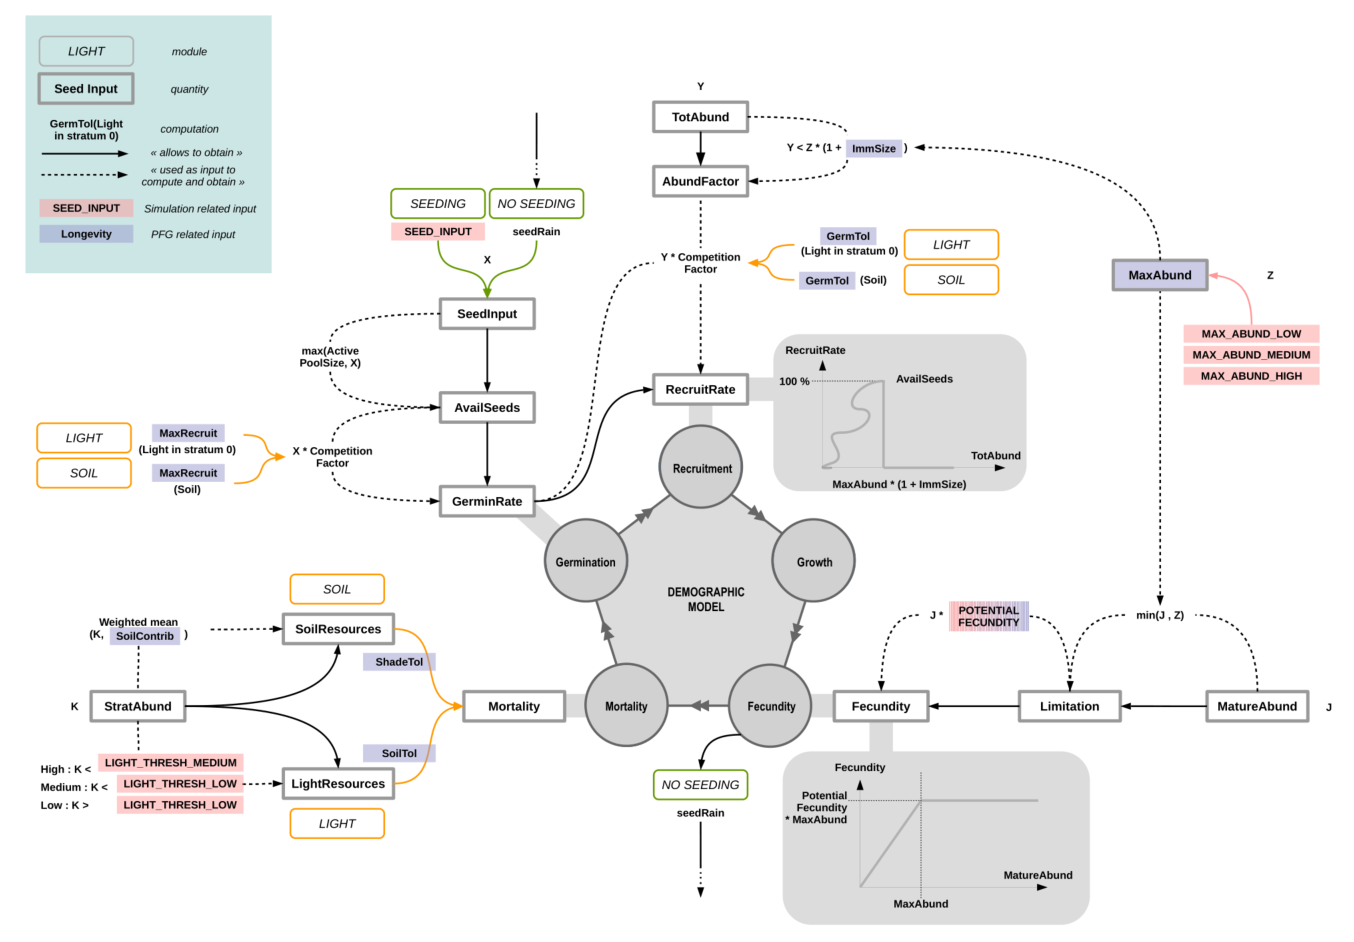 LIGHT
module
Seed Input
quantity
GermTol(Light
in stratum 0)
computation
« allows to obtain »
« used as input to
compute and obtain »
SEED_INPUT
Simulation related input
Longevity
PFG related input
Y
TotAbund
Y < Z * (1 + ImmSize )
AbundFactor
SEEDING
NO SEEDING
SEED_INPUT
seedRain
X
SeedInput
max(Active
PoolSize, X)
AvailSeeds
LIGHT
MaxRecruit
(Light in stratum 0)
SOIL
MaxRecruit
(Soil)
X * Competition
Factor
GerminRate
Y * Competition
Factor
GermTol
(Light in stratum 0)
LIGHT
GermTol (Soil)
SOIL
MaxAbund
Z
MAX_ABUND_LOW
MAX_ABUND_MEDIUM
MAX_ABUND_HIGH
RecruitRate
RecruitRate
100 %
AvailSeeds
TotAbund
MaxAbund * (1 + ImmSize)
Recruitment
Germination
Growth
DEMOGRAPHIC
MODEL
Mortality
Fecundity
SOIL
Weighted mean
(K, SoilContrib )
SoilResources
ShadeTol
K
StratAbund
Mortality
SoilTol
High : K < LIGHT_THRESH_MEDIUM
Medium : K < LIGHT_THRESH_LOW
Low : K > LIGHT_THRESH_LOW
LightResources
LIGHT
J * POTENTIAL
FECUNDITY
min(J , Z)
Fecundity
Limitation
MatureAbund
J
NO SEEDING
seedRain
Fecundity
Potential
Fecundity
* MaxAbund
MatureAbund
MaxAbund